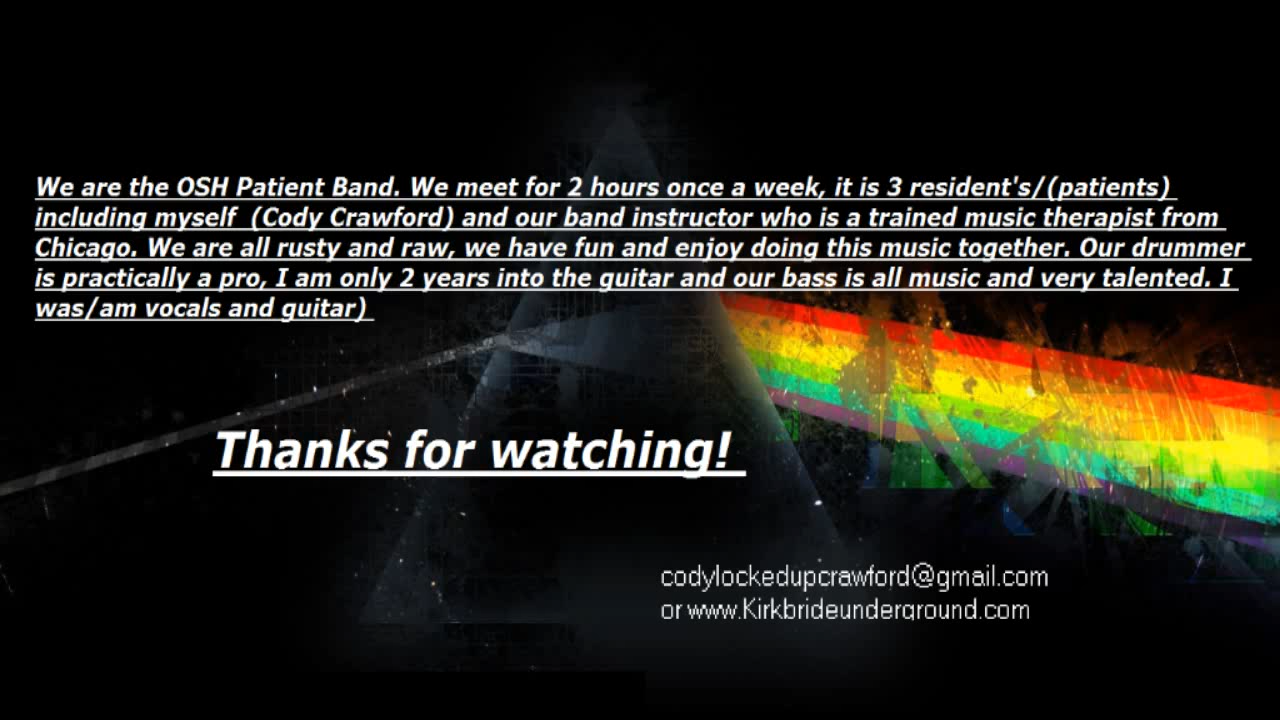 We are the OSH Patient Band. We meet for 2 hours once a week, it is 3 resident's/(patients)
including myself (Cody Crawford) and our band instructor who is a trained music therapist from
Chicago. We are all rusty and raw, we have fun and enjoy doing this music together. Our drummer
is practically a pro, I am only 2 years into the guitar and our bass is all music and very talented. I
was/am vocals and guitar)
Thanks for watching!
codylockedupcrawford@gmail.com
or www.Kirkbrideunderground.com